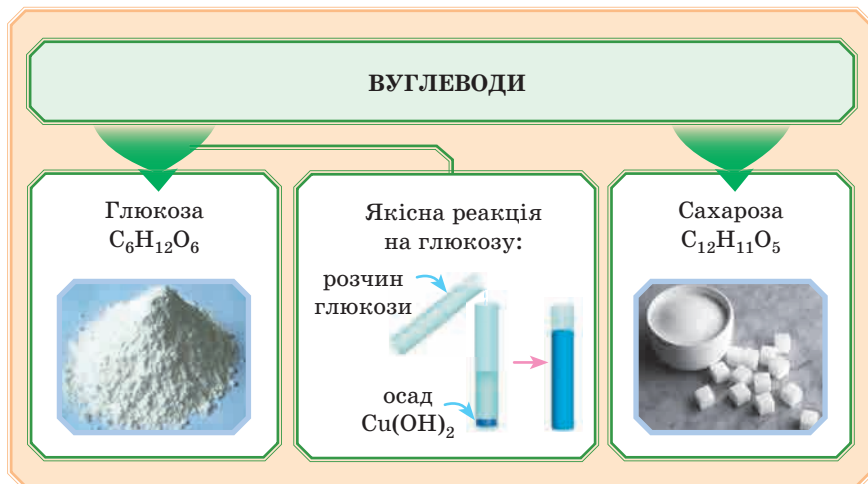 ВУГЛЕВОДИ
Глюкоза
C₆H₁₂O₆
Якісна реакція
на глюкозу:
розчин
глюкози
осад
Cu(OH)₂
Сахароза
C₁₂H₁₁O₅